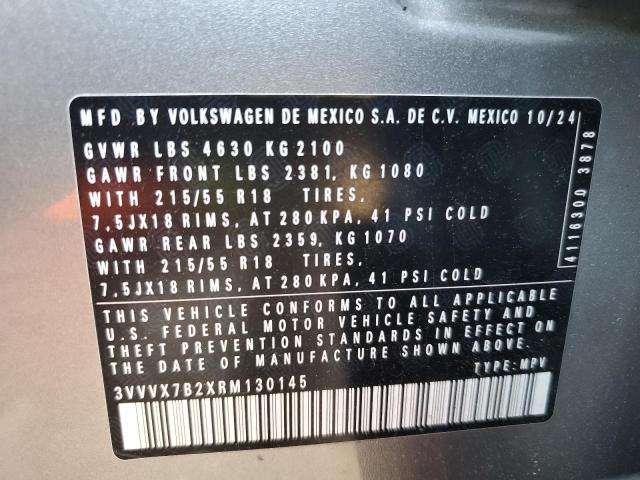 MFD BY VOLKSWAGEN DE MEXICO S.A. DE C.V. MEXICO 10/24
GVWR LBS 4630 KG 2100
GAWR FRONT LBS 2381, KG 1080
WITH 215/55 R18 TIRES,
7,5JX18 RIMS, AT 280 KPA, 41 PSI COLD
GAWR REAR LBS 2359, KG 1070
WITH 215/55 R18 TIRES,
7,5JX18 RIMS, AT 280 KPA, 41 PSI COLD
THIS VEHICLE CONFORMS TO ALL APPLICABLE
U.S. FEDERAL MOTOR VEHICLE SAFETY AND
THEFT PREVENTION STANDARDS IN EFFECT ON
THE DATE OF MANUFACTURE SHOWN ABOVE.
TYPE: MPV
3VVVX7B2XRM130145
4116300 3878